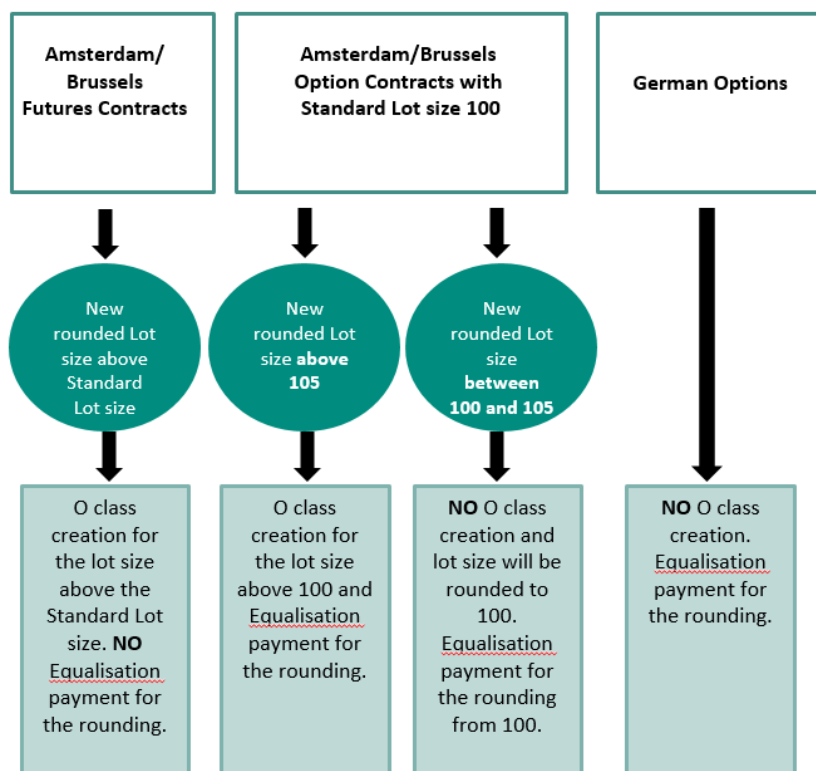 Amsterdam/
Brussels
Futures Contracts
Amsterdam/Brussels
Option Contracts with
Standard Lot size 100
German Options
New
rounded Lot
size above
Standard
Lot size
New
rounded Lot
size above
105
New
rounded Lot
size
between
100 and 105
O class
creation for
the lot size
above the
Standard Lot
size. NO
Equalisation
payment for
the rounding.
O class
creation for
the lot size
above 100 and
Equalisation
payment for
the rounding.
NO O class
creation and
lot size will be
rounded to
100.
Equalisation
payment for
the rounding
from 100.
NO O class
creation.
Equalisation
payment for
the rounding.